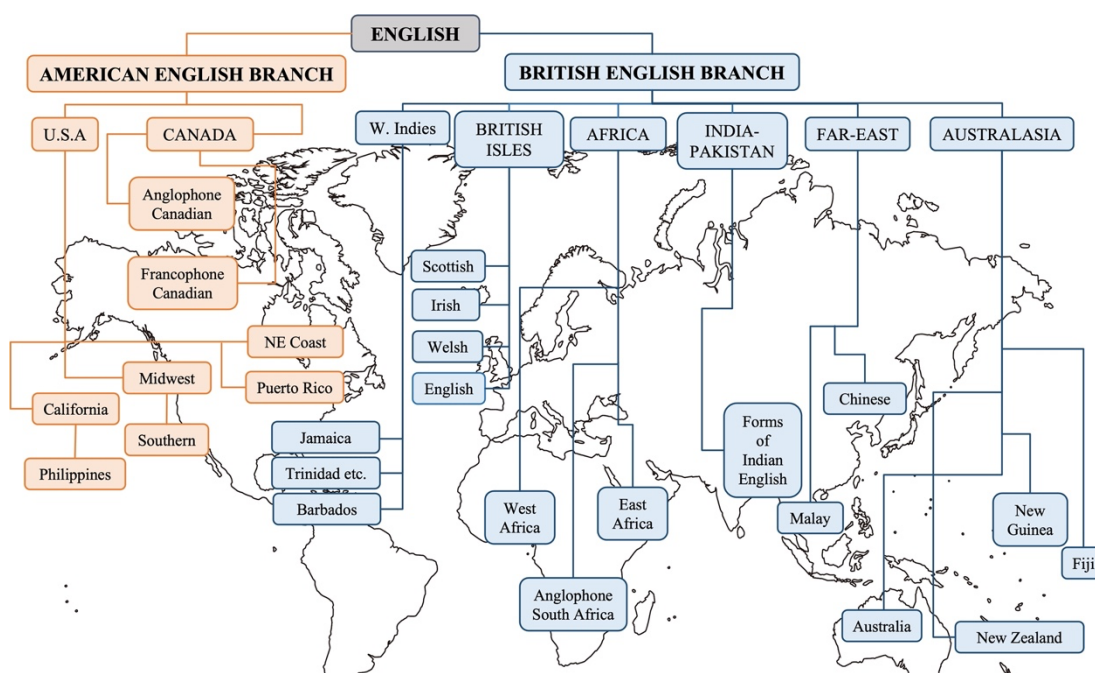 ENGLISH
AMERICAN ENGLISH BRANCH
BRITISH ENGLISH BRANCH
U.S.A
CANADA
W. Indies
BRITISH
ISLES
AFRICA
INDIA-
PAKISTAN
FAR-EAST
AUSTRALASIA
Anglophone
Canadian
Francophone
Canadian
NE Coast
Midwest
Puerto Rico
California
Southern
Philippines
Jamaica
Trinidad etc.
Barbados
Scottish
Irish
Welsh
English
West
Africa
East
Africa
Anglophone
South Africa
Forms of
Indian
English
Chinese
Malay
New
Guinea
Fiji
Australia
New Zealand